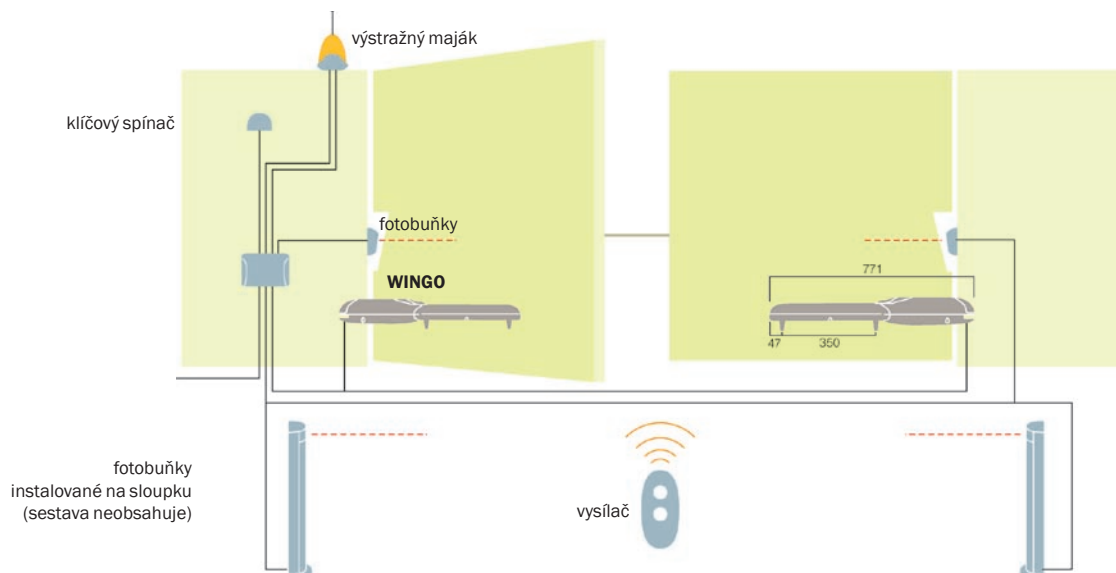 výstražný maják
klíčový spínač
fotobuňky
WINGO
771
47
350
fotobuňky
instalované na sloupku
(sestava neobsahuje)
vysílač